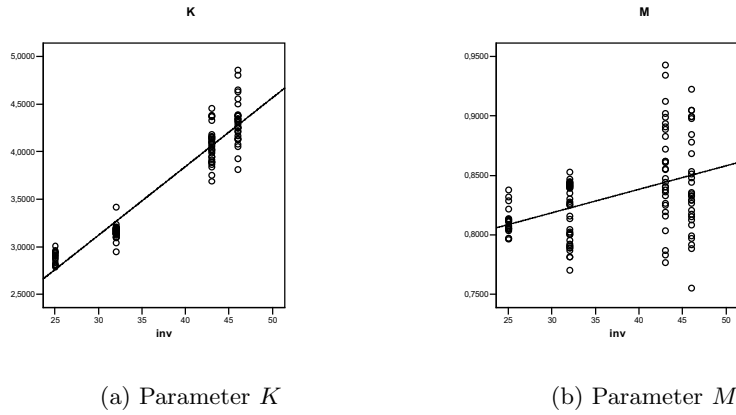 K
5,0000
4,5000
4,0000
3,5000
3,0000
2,5000
25 30 35 40 45 50
inv
(a) Parameter K
M
0,9500
0,9000
0,8500
0,8000
0,7500
25 30 35 40 45 50
inv
(b) Parameter M